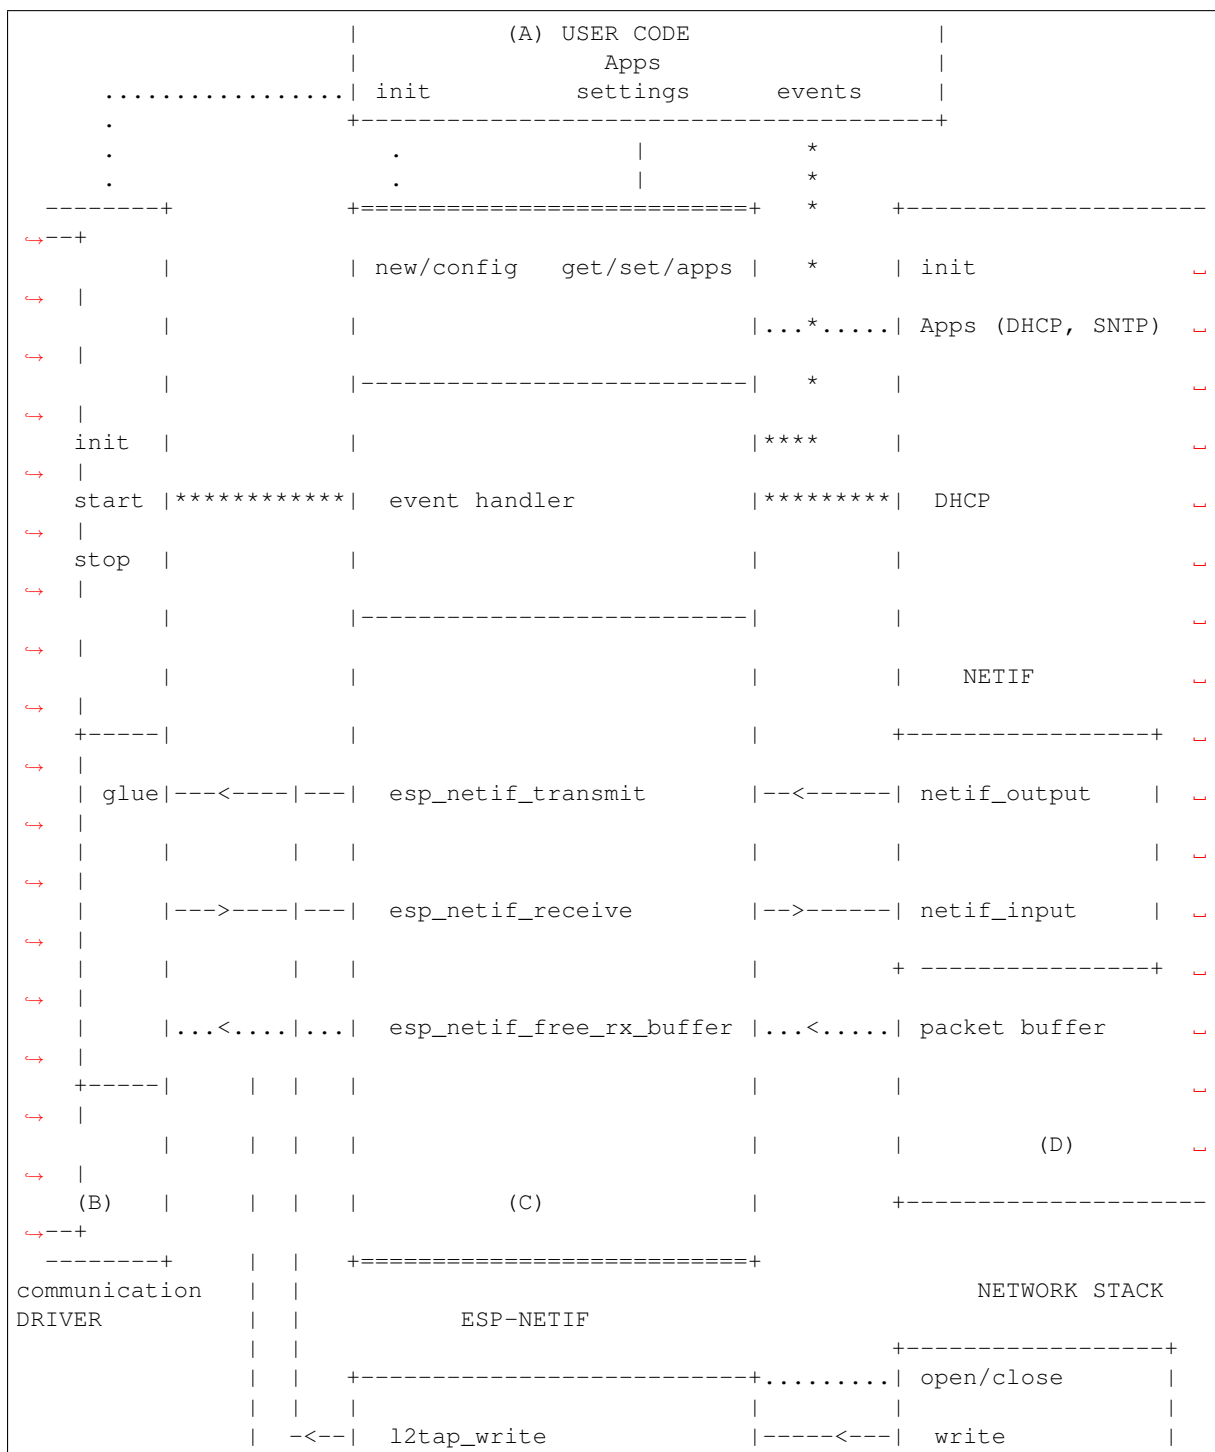 (A) USER CODE
Apps
init settings events
new/config get/set/apps init
Apps (DHCP, SNTP)
init
start event handler DHCP
stop
NETIF
glue esp_netif_transmit netif_output
esp_netif_receive netif_input
esp_netif_free_rx_buffer packet buffer
(D)
(B) (C)
communication NETWORK STACK
DRIVER ESP-NETIF
open/close
l2tap_write write